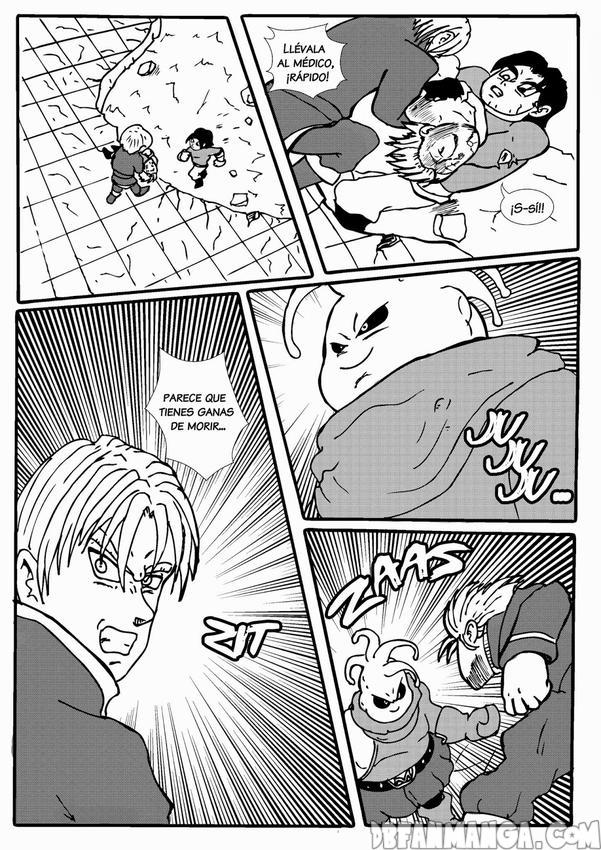 LLÉVALA
AL MÉDICO,
¡RÁPIDO!
¡S-SÍ!!
PARECE QUE
TIENES GANAS
DE MORIR...
JU
JU
JU...
ZIT
ZAAS
DBFANMANGA.COM